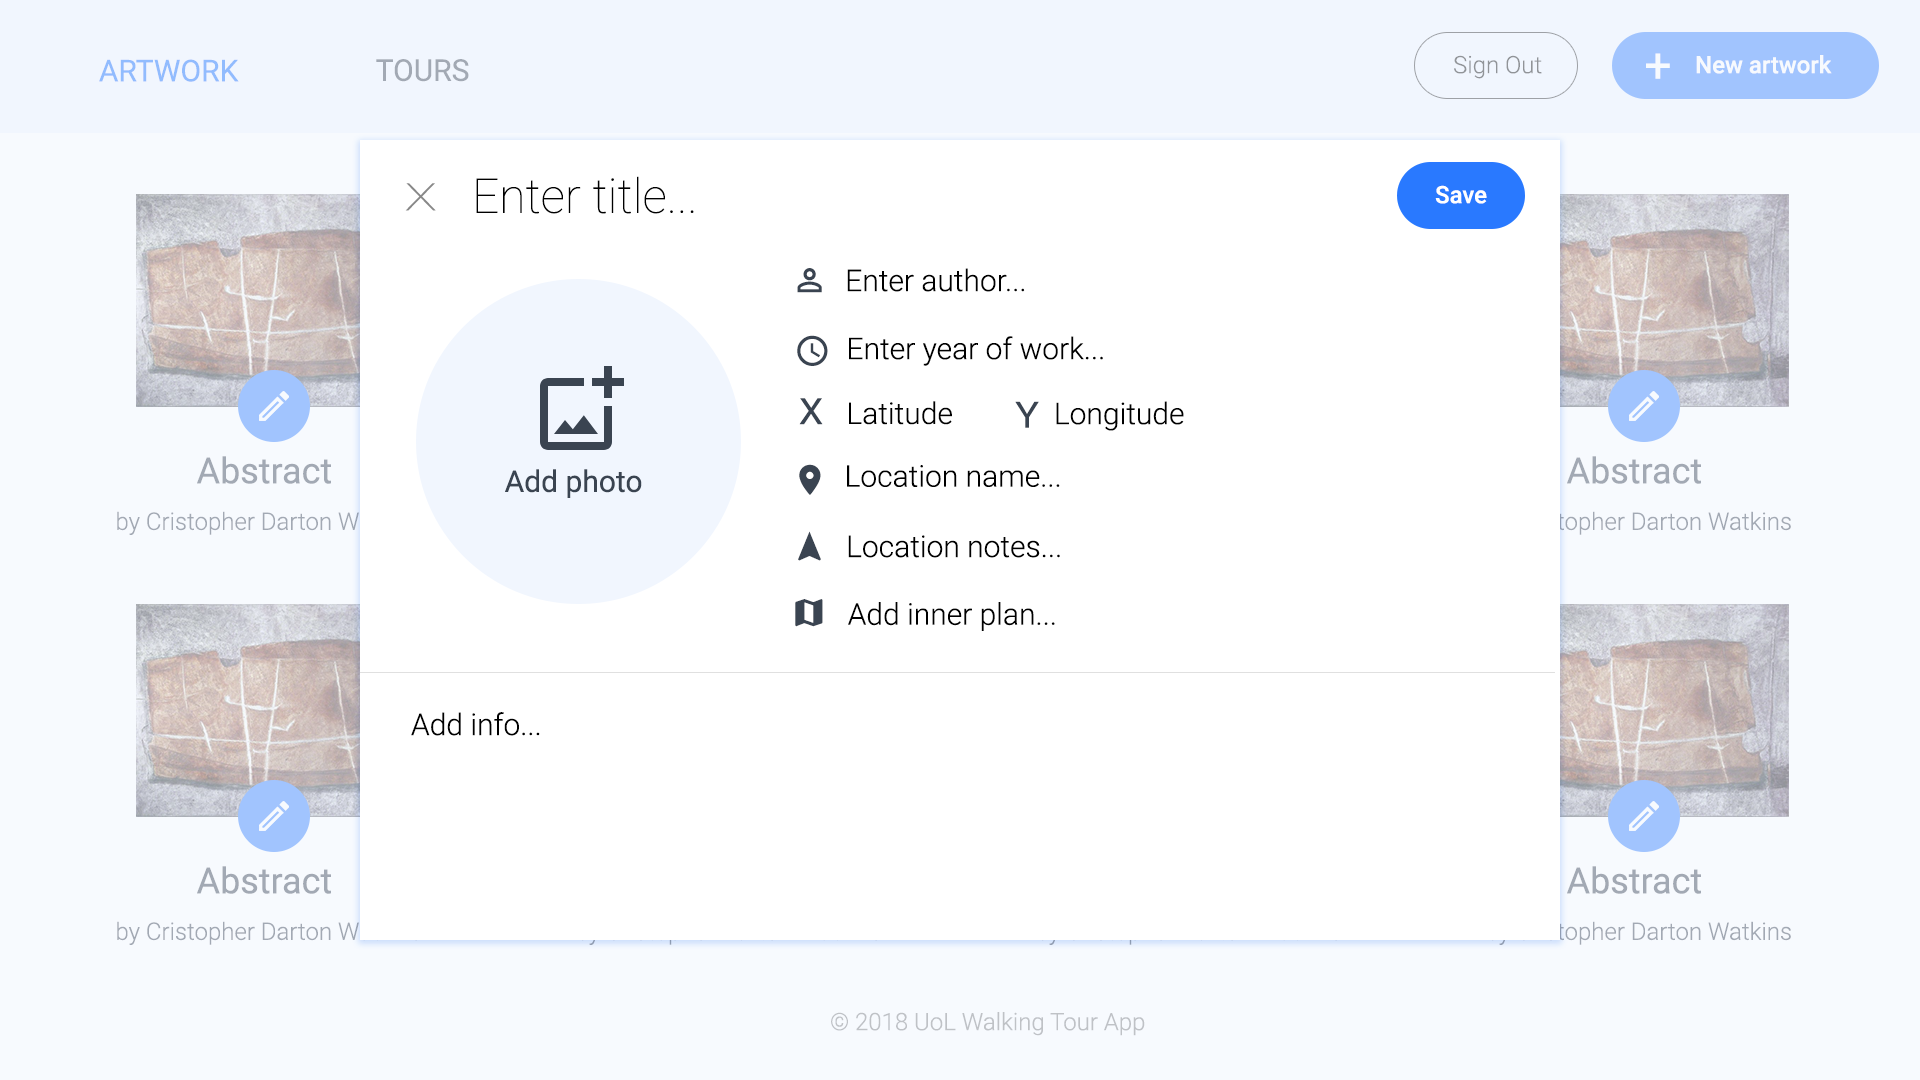 ARTWORK
TOURS
Sign Out
New artwork
Enter title...
Save
Enter author...
Enter year of work...
X Latitude
Y Longitude
Location name...
Location notes...
Add inner plan...
Add photo
Add info...
Abstract
by Cristopher Darton W
Abstract
topher Darton Watkins
Abstract
by Cristopher Darton W
Abstract
topher Darton Watkins
© 2018 UoL Walking Tour App